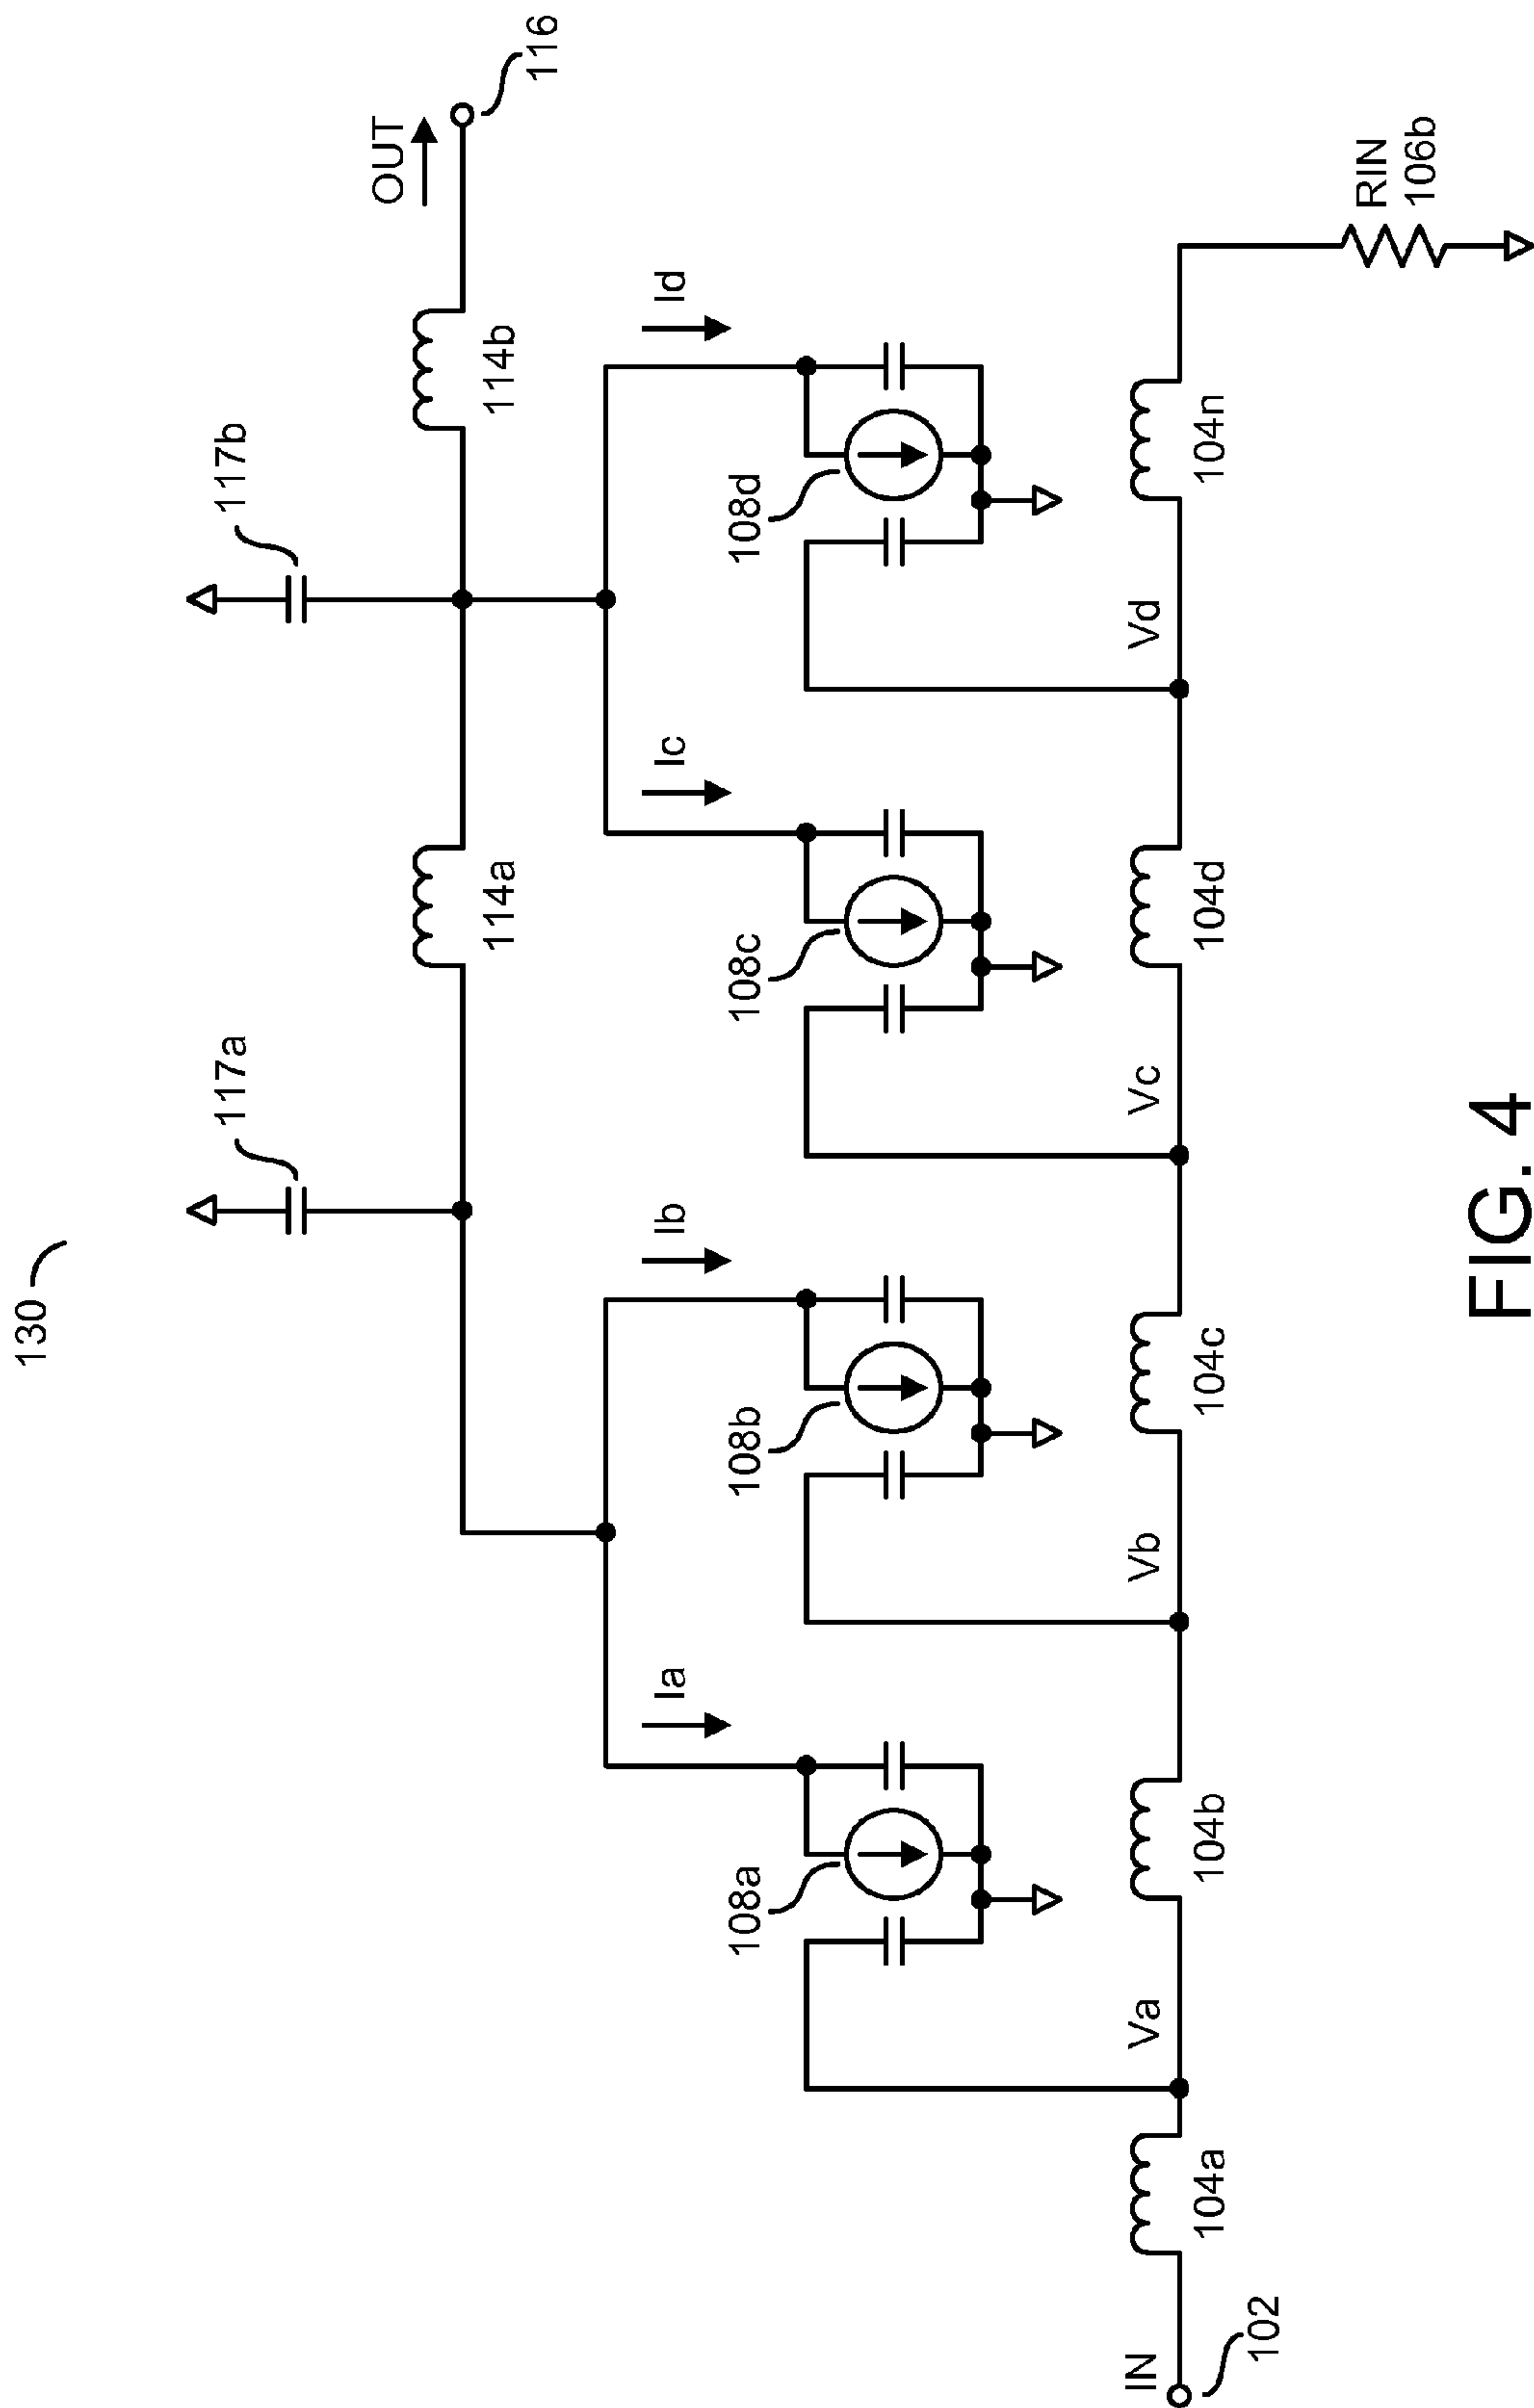 130
117a
117b
OUT
116
114a
114b
Ia
Ib
Ic
Id
108a
108b
108c
108d
RIN
106b
Va
Vb
Vc
Vd
IN
102
104a
104b
104c
104d
104n
FIG. 4